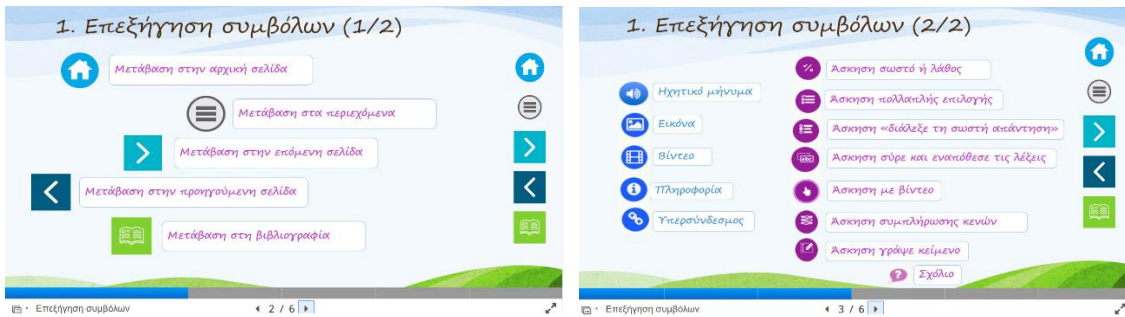 1. Επεξήγηση συμβόλων (1/2)
Μετάβαση στην αρχική σελίδα
Μετάβαση στα περιεχόμενα
Μετάβαση στην επόμενη σελίδα
Μετάβαση στην προηγούμενη σελίδα
Μετάβαση στη βιβλιογραφία
Επεξήγηση συμβόλων
2 / 6
1. Επεξήγηση συμβόλων (2/2)
Ηχητικό μήνυμα
Εικόνα
Βίντεο
Πληροφορία
Υπερσύνδεσμος
Άσκηση σωστό ή λάθος
Άσκηση πολλαπλής επιλογής
Άσκηση «διάλεξε τη σωστή απάντηση»
Άσκηση σύρε και εναπόθεσε τις λέξεις
Άσκηση με βίντεο
Άσκηση συμπλήρωσης κενών
Άσκηση γράψε κείμενο
Σχόλιο
Επεξήγηση συμβόλων
3 / 6